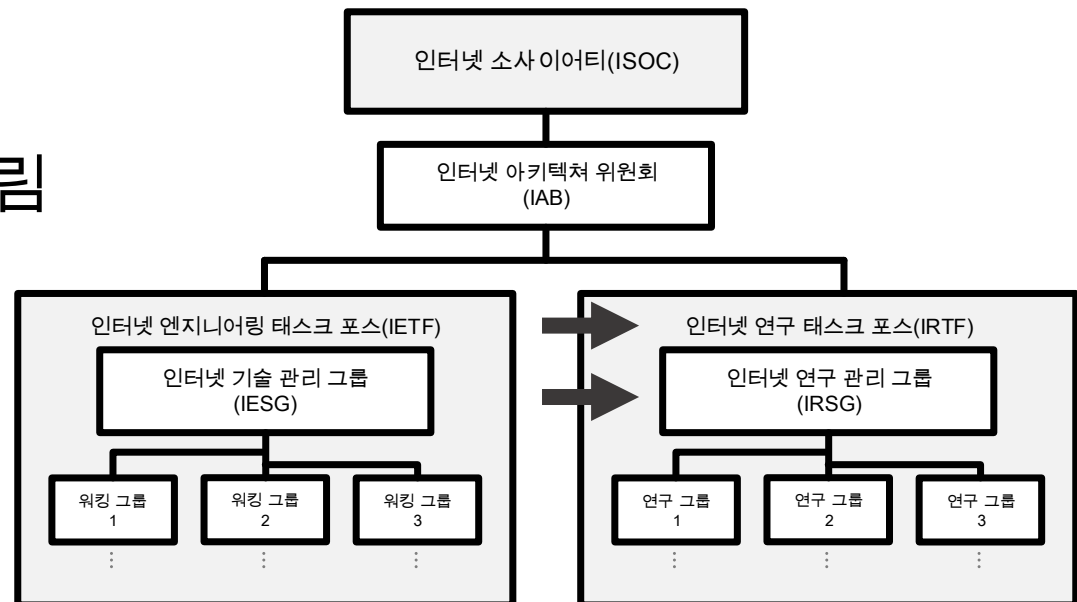 인터넷 소사이어티(ISOC)
림
인터넷 아키텍쳐 위원회
(IAB)
인터넷 엔지니어링 태스크 포스(IETF)
인터넷 기술 관리 그룹
(IESG)
워킹 그룹
1
워킹 그룹
2
워킹 그룹
3
⋮
⋮
⋮
인터넷 연구 태스크 포스(IRTF)
인터넷 연구 관리 그룹
(IRSG)
연구 그룹
1
연구 그룹
2
연구 그룹
3
⋮
⋮
⋮